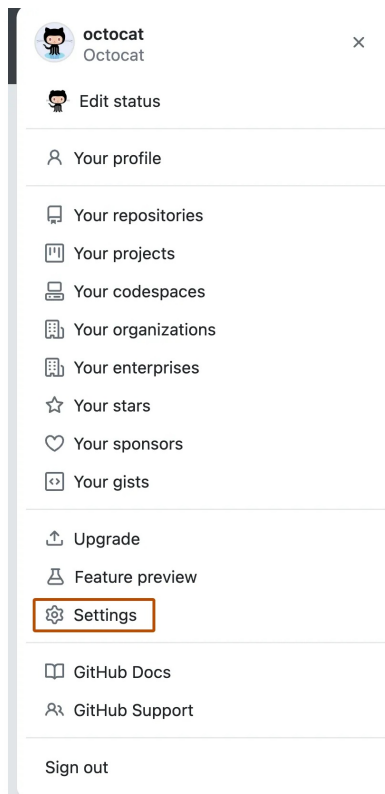 octocat
Octocat
Edit status
Your profile
Your repositories
Your projects
Your codespaces
Your organizations
Your enterprises
Your stars
Your sponsors
Your gists
Upgrade
Feature preview
Settings
GitHub Docs
GitHub Support
Sign out